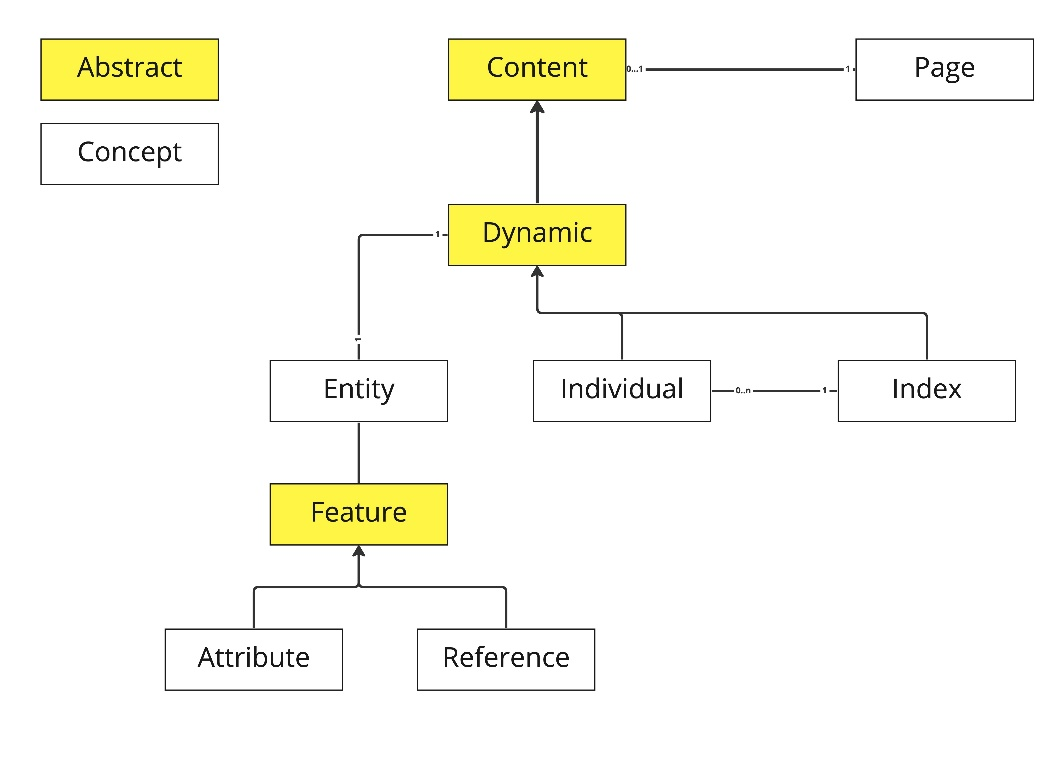 Abstract
Content
0...1
1
Page
Concept
Dynamic
1
1
Entity
Individual
0..n
1
Index
Feature
Attribute
Reference